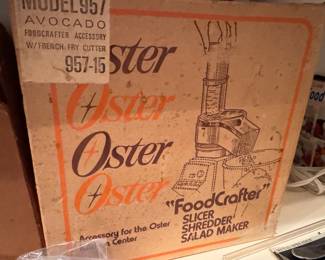 MODEL 957
AVOCADO
FOODCRAFTER ACCESSORY
W/FRENCH FRY CUTTER
957-15
Oster
Oster
Oster
Oster
"FoodCrafter"
SLICER
SHREDDER
SALAD MAKER
Accessory for the Oster
Center